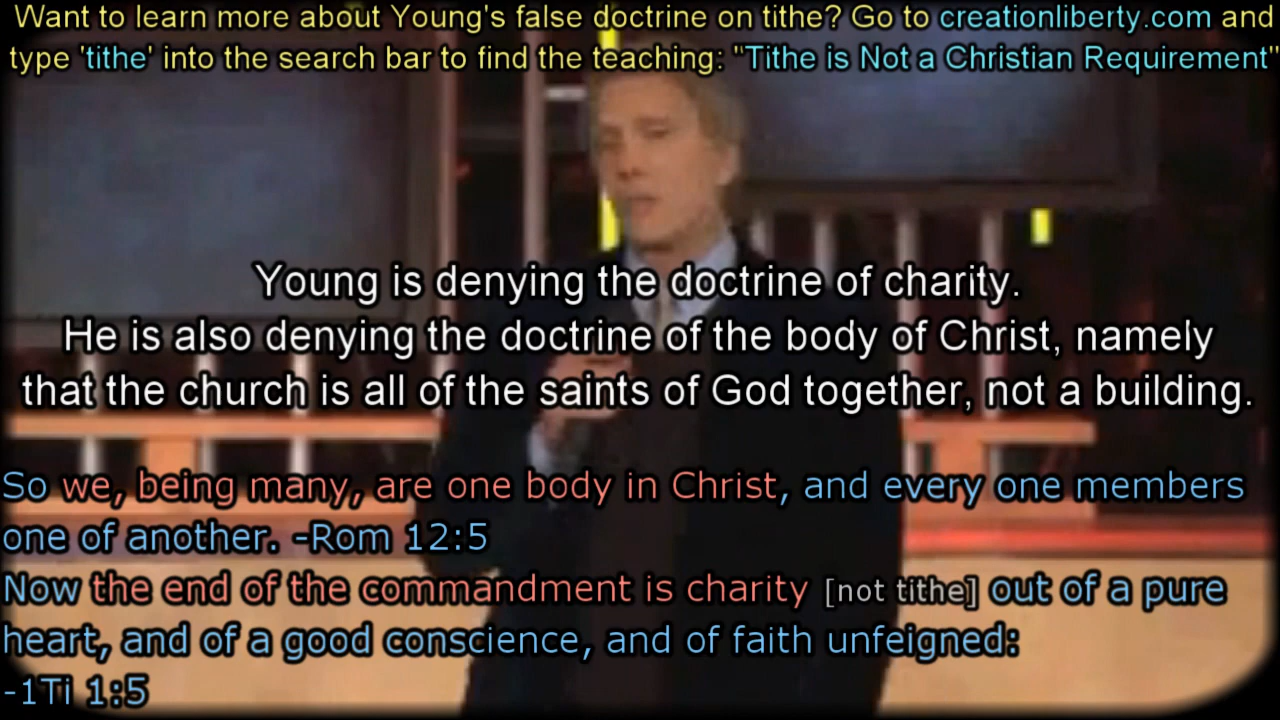 Want to learn more about Young's false doctrine on tithe? Go to creationliberty.com and
type 'tithe' into the search bar to find the teaching: "Tithe is Not a Christian Requirement"
Young is denying the doctrine of charity.
He is also denying the doctrine of the body of Christ, namely
that the church is all of the saints of God together, not a building.
So we, being many, are one body in Christ, and every one members
one of another. -Rom 12:5
Now the end of the commandment is charity [not tithe] out of a pure
heart, and of a good conscience, and of faith unfeigned:
-1Ti 1:5